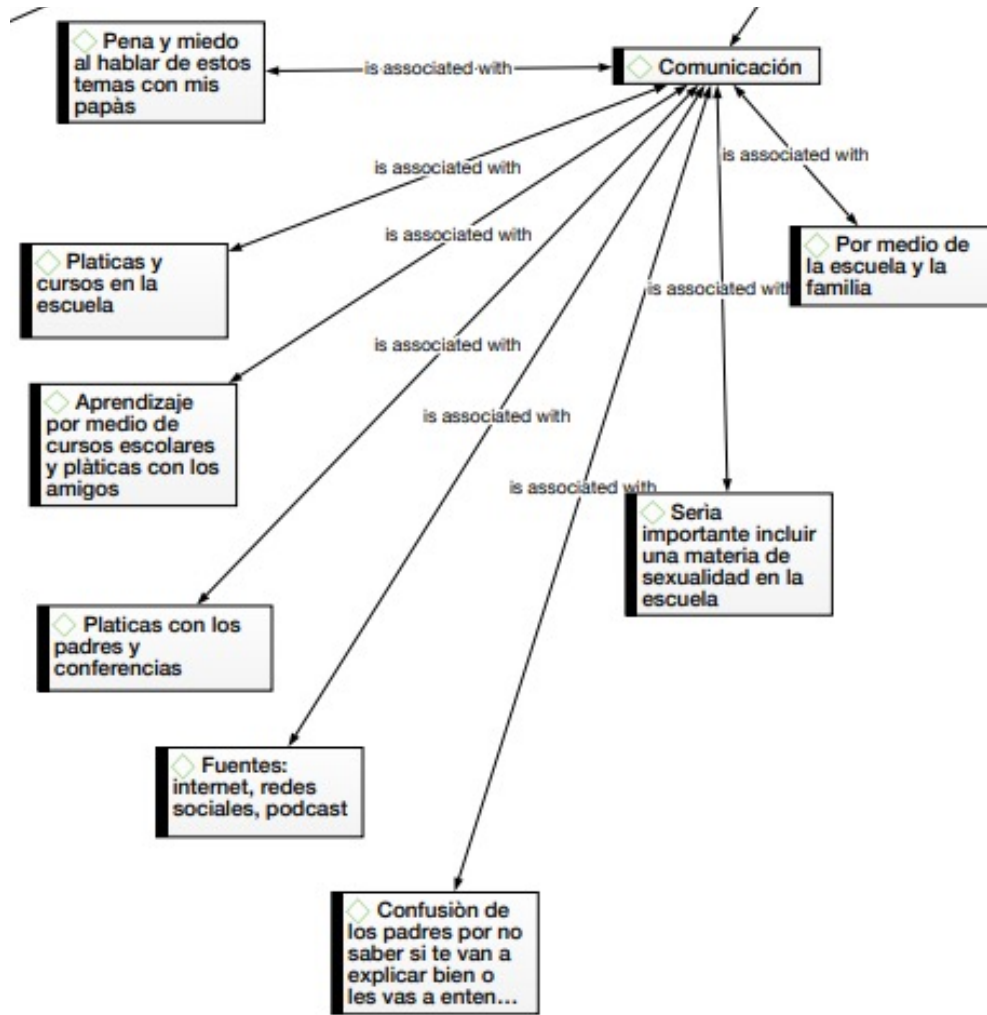 Pena y miedo
al hablar de estos
temas con mis
papàs
is associated with
Comunicación
is associated with
is associated with
is associated with
Platicas y
cursos en la
escuela
Por medio de
la escuela y la
familia
is associated with
is associated with
Aprendizaje
por medio de
cursos escolares
y plàticas con los
amigos
is associated with
is associated with
Serìa
importante incluir
una materia de
sexualidad en la
escuela
Platicas con los
padres y
conferencias
Fuentes:
internet, redes
sociales, podcast
Confusiòn de
los padres por no
saber si te van a
explicar bien o
les vas a enten...